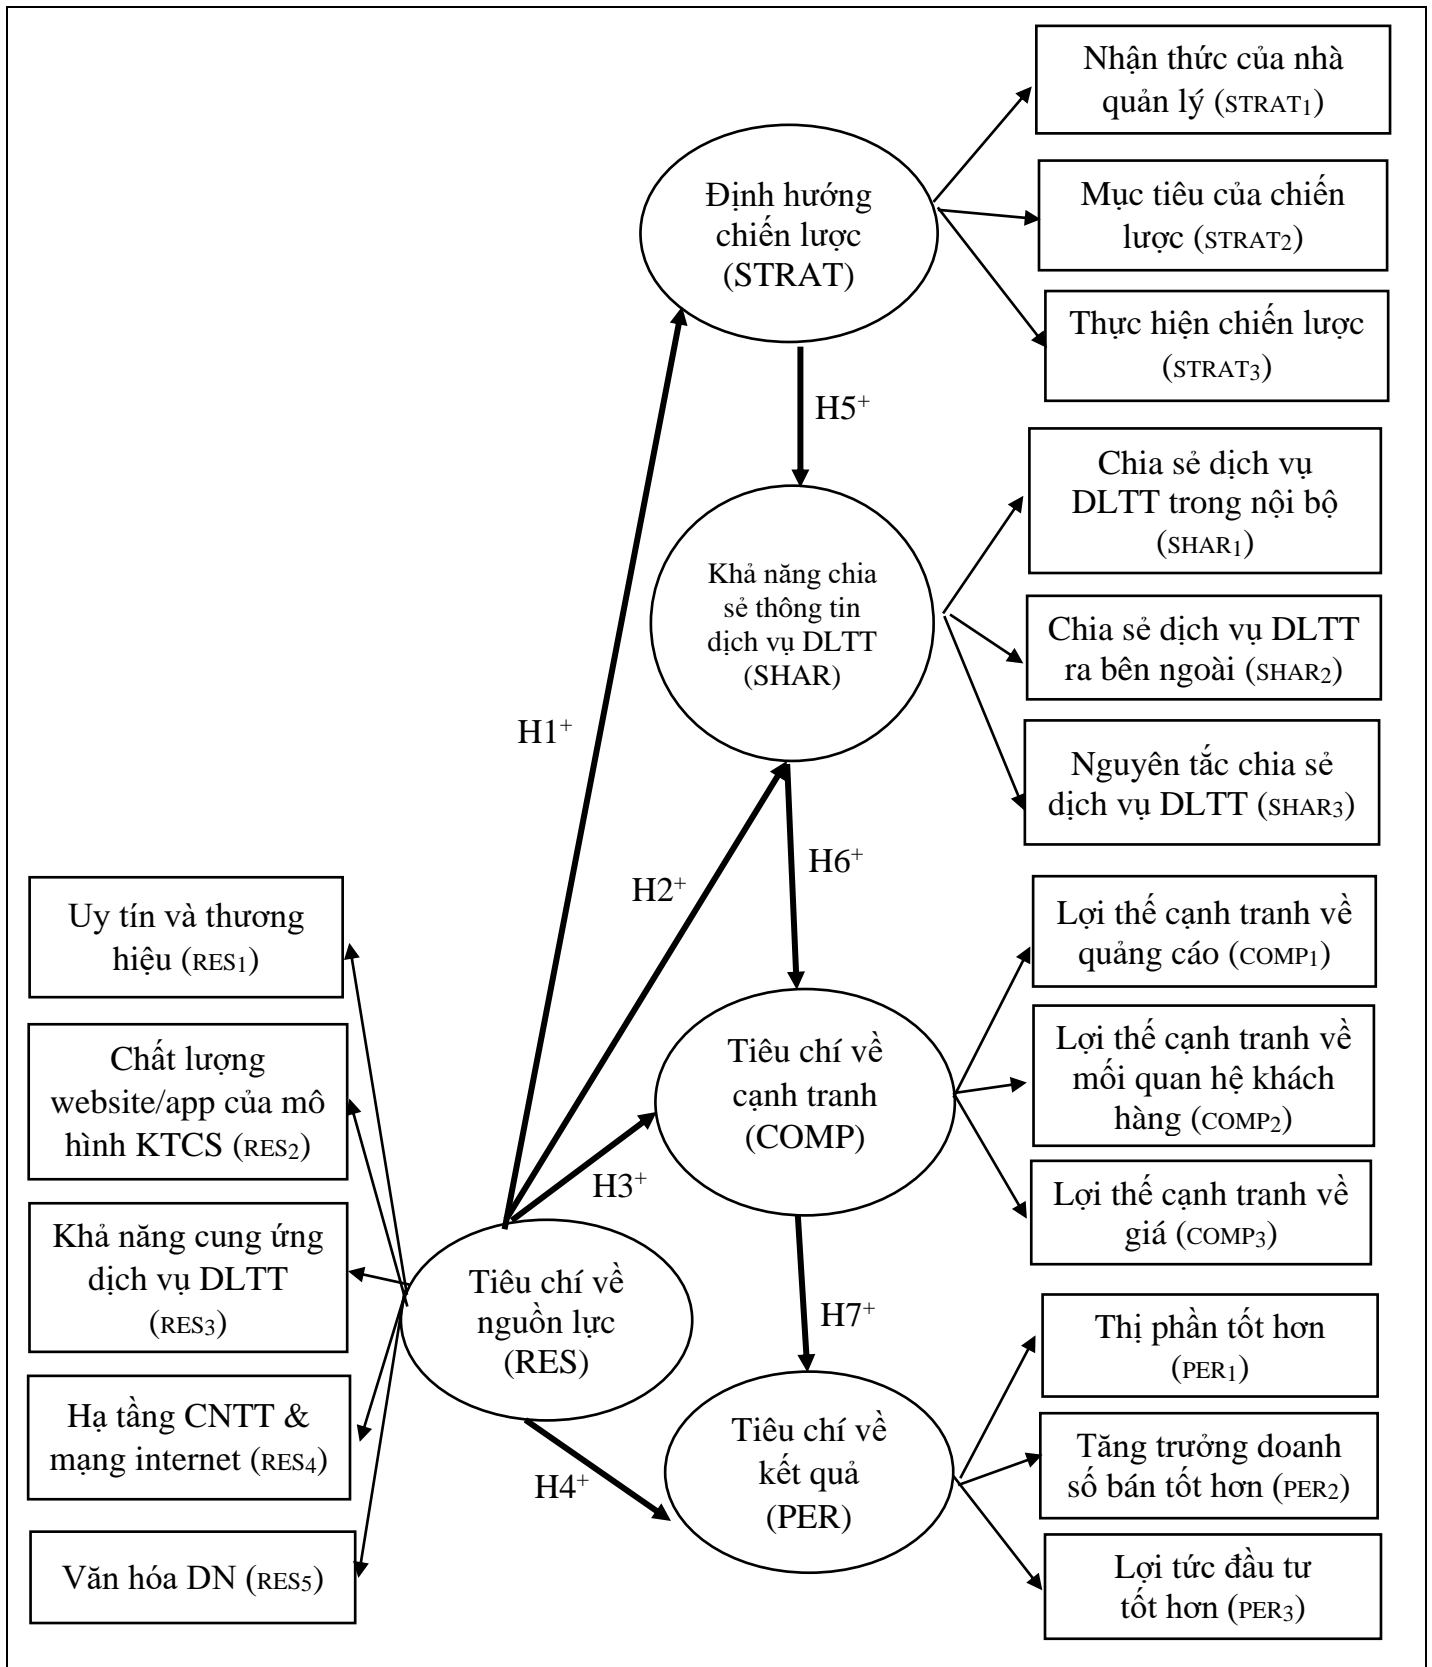 Nhận thức của nhà
quản lý (STRAT1)
Định hướng
chiến lược
(STRAT)
Mục tiêu của chiến
lược (STRAT2)
Thực hiện chiến lược
(STRAT3)
H5+
Chia sẻ dịch vụ
DLTT trong nội bộ
(SHAR1)
Khả năng chia
sẻ thông tin
dịch vụ DLTT
(SHAR)
Chia sẻ dịch vụ DLTT
ra bên ngoài (SHAR2)
H1+
Nguyên tắc chia sẻ
dịch vụ DLTT (SHAR3)
H6+
H2+
Uy tín và thương
hiệu (RES1)
Lợi thế cạnh tranh về
quảng cáo (COMP1)
Chất lượng
website/app của mô
hình KTCS (RES2)
Tiêu chí về
cạnh tranh
(COMP)
Lợi thế cạnh tranh về
mối quan hệ khách
hàng (COMP2)
H3+
Lợi thế cạnh tranh về
giá (COMP3)
Khả năng cung ứng
dịch vụ DLTT
(RES3)
Tiêu chí về
nguồn lực
(RES)
H7+
Thị phần tốt hơn
(PER1)
Hạ tầng CNTT &
mạng internet (RES4)
H4+
Tiêu chí về
kết quả
(PER)
Tăng trưởng doanh
số bán tốt hơn (PER2)
Văn hóa DN (RES5)
Lợi tức đầu tư
tốt hơn (PER3)